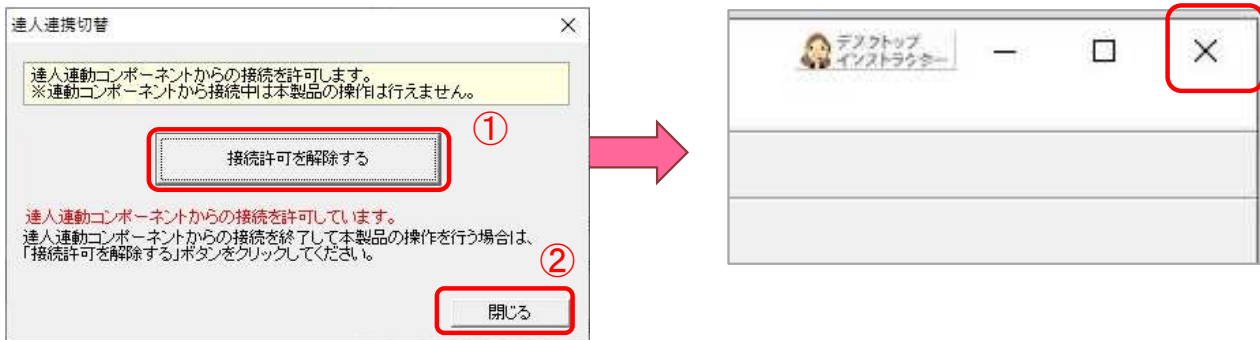 達人連携切替
達人連動コンポーネントからの接続を許可します。
※連動コンポーネントから接続中は本製品の操作は行えません。
①
接続許可を解除する
達人連動コンポーネントからの接続を許可しています。
達人連動コンポーネントからの接続を終了して本製品の操作を行う場合は、
「接続許可を解除する」ボタンをクリックしてください。
②
閉じる
デスクトップ
インストラクター